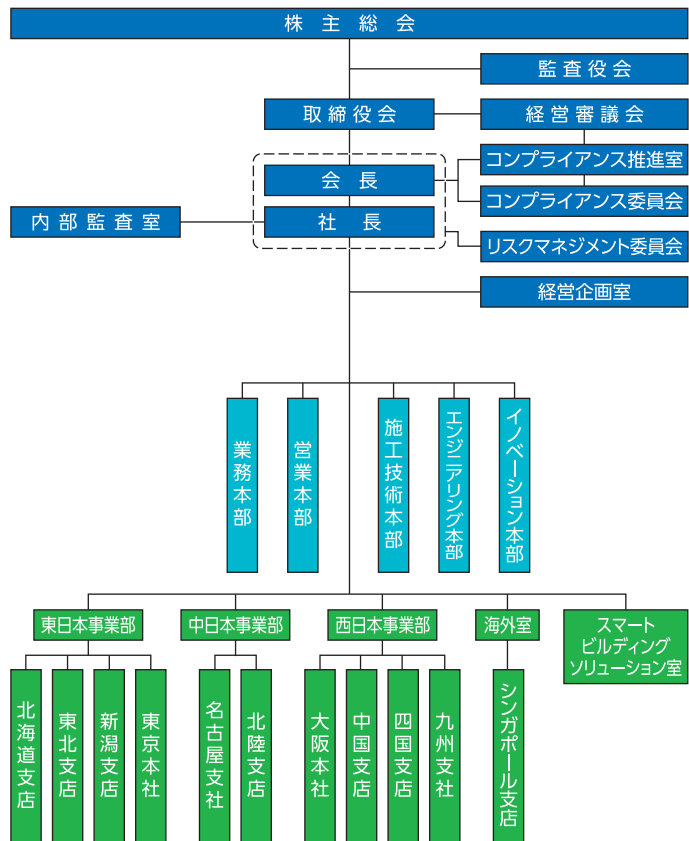 株主総会
監査役会
取締役会
経営審議会
コンプライアンス推進室
会長
コンプライアンス委員会
内部監査室
社長
リスクマネジメント委員会
経営企画室
業務本部
営業本部
施工技術本部
エンジニアリング本部
イノベーション本部
東日本事業部
中日本事業部
西日本事業部
海外室
スマート
ビルディング
ソリューション室
北海道支店
東北支店
新潟支店
東京本社
名古屋支社
北陸支店
大阪本社
中国支店
四国支店
九州支社
シンガポール支店